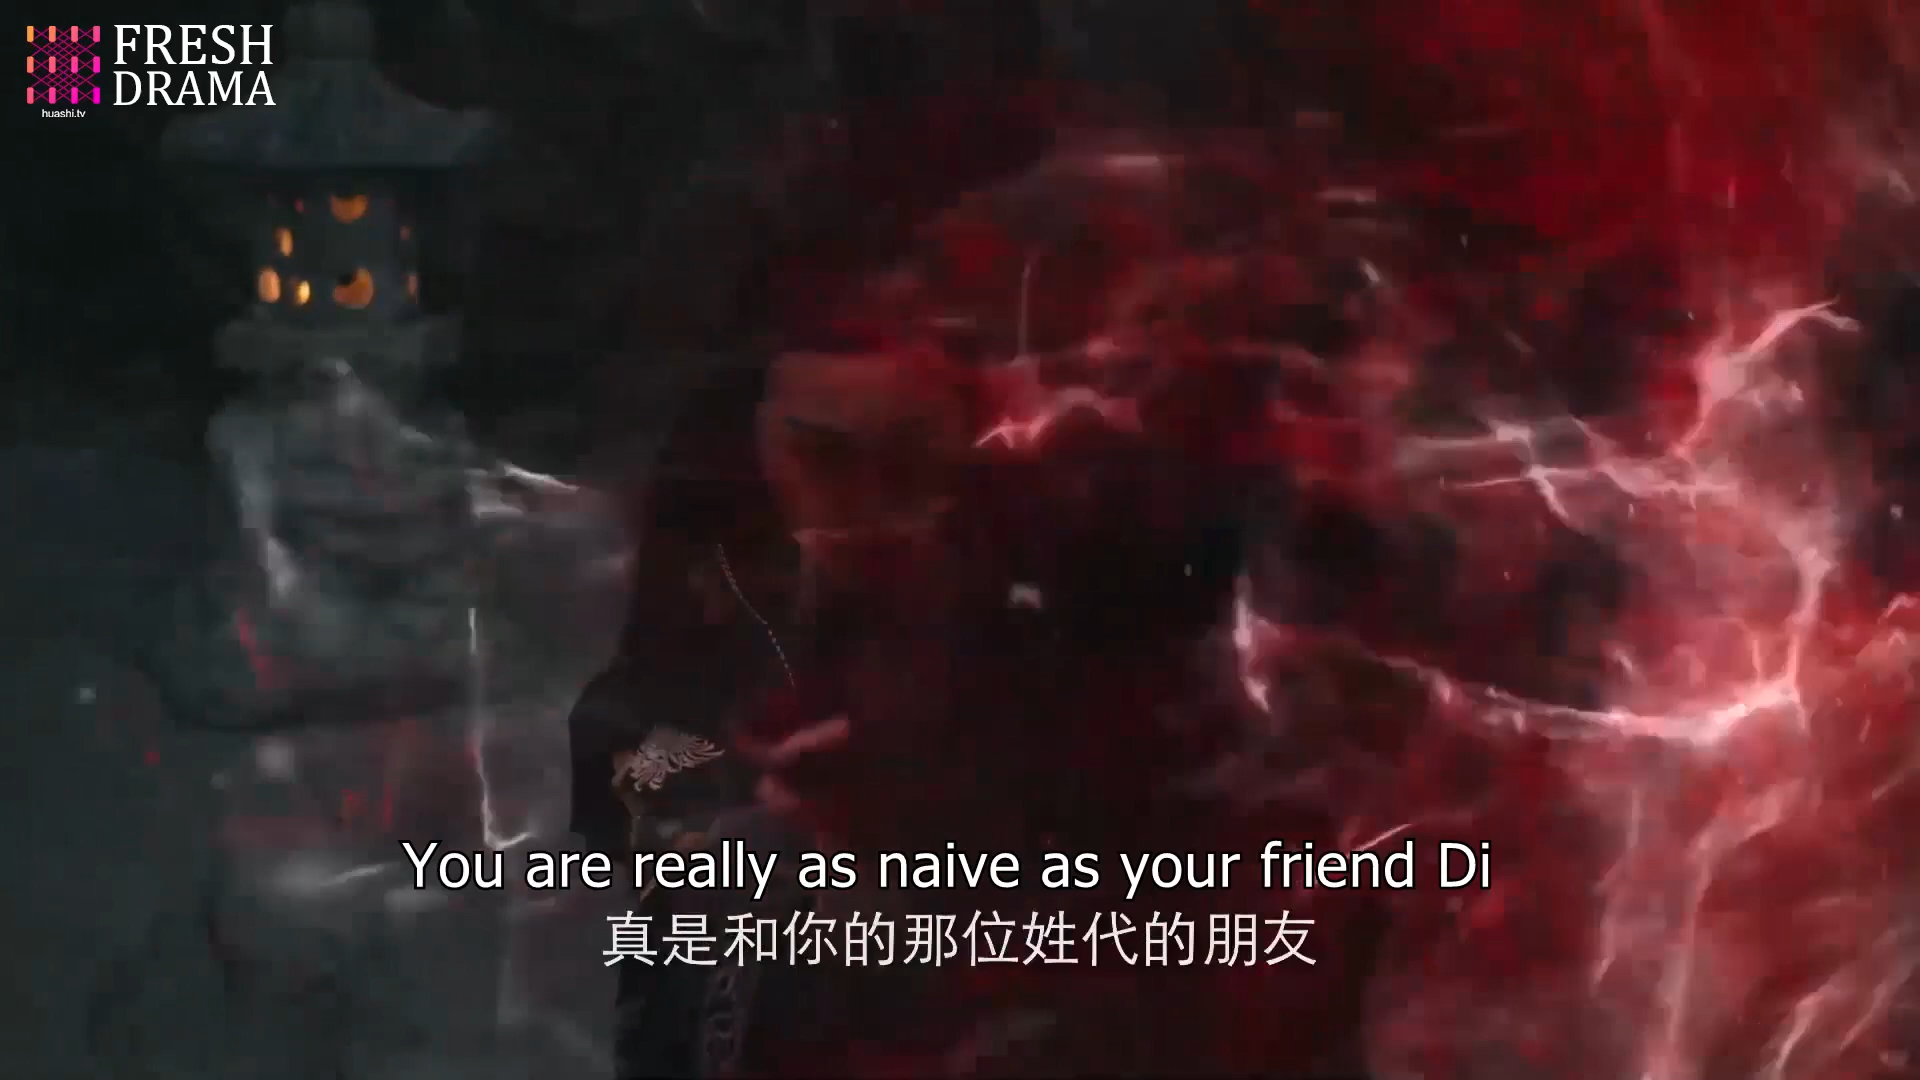 FRESH
DRAMA
huashi.tv
You are really as naive as your friend Di
真是和你的那位姓代的朋友